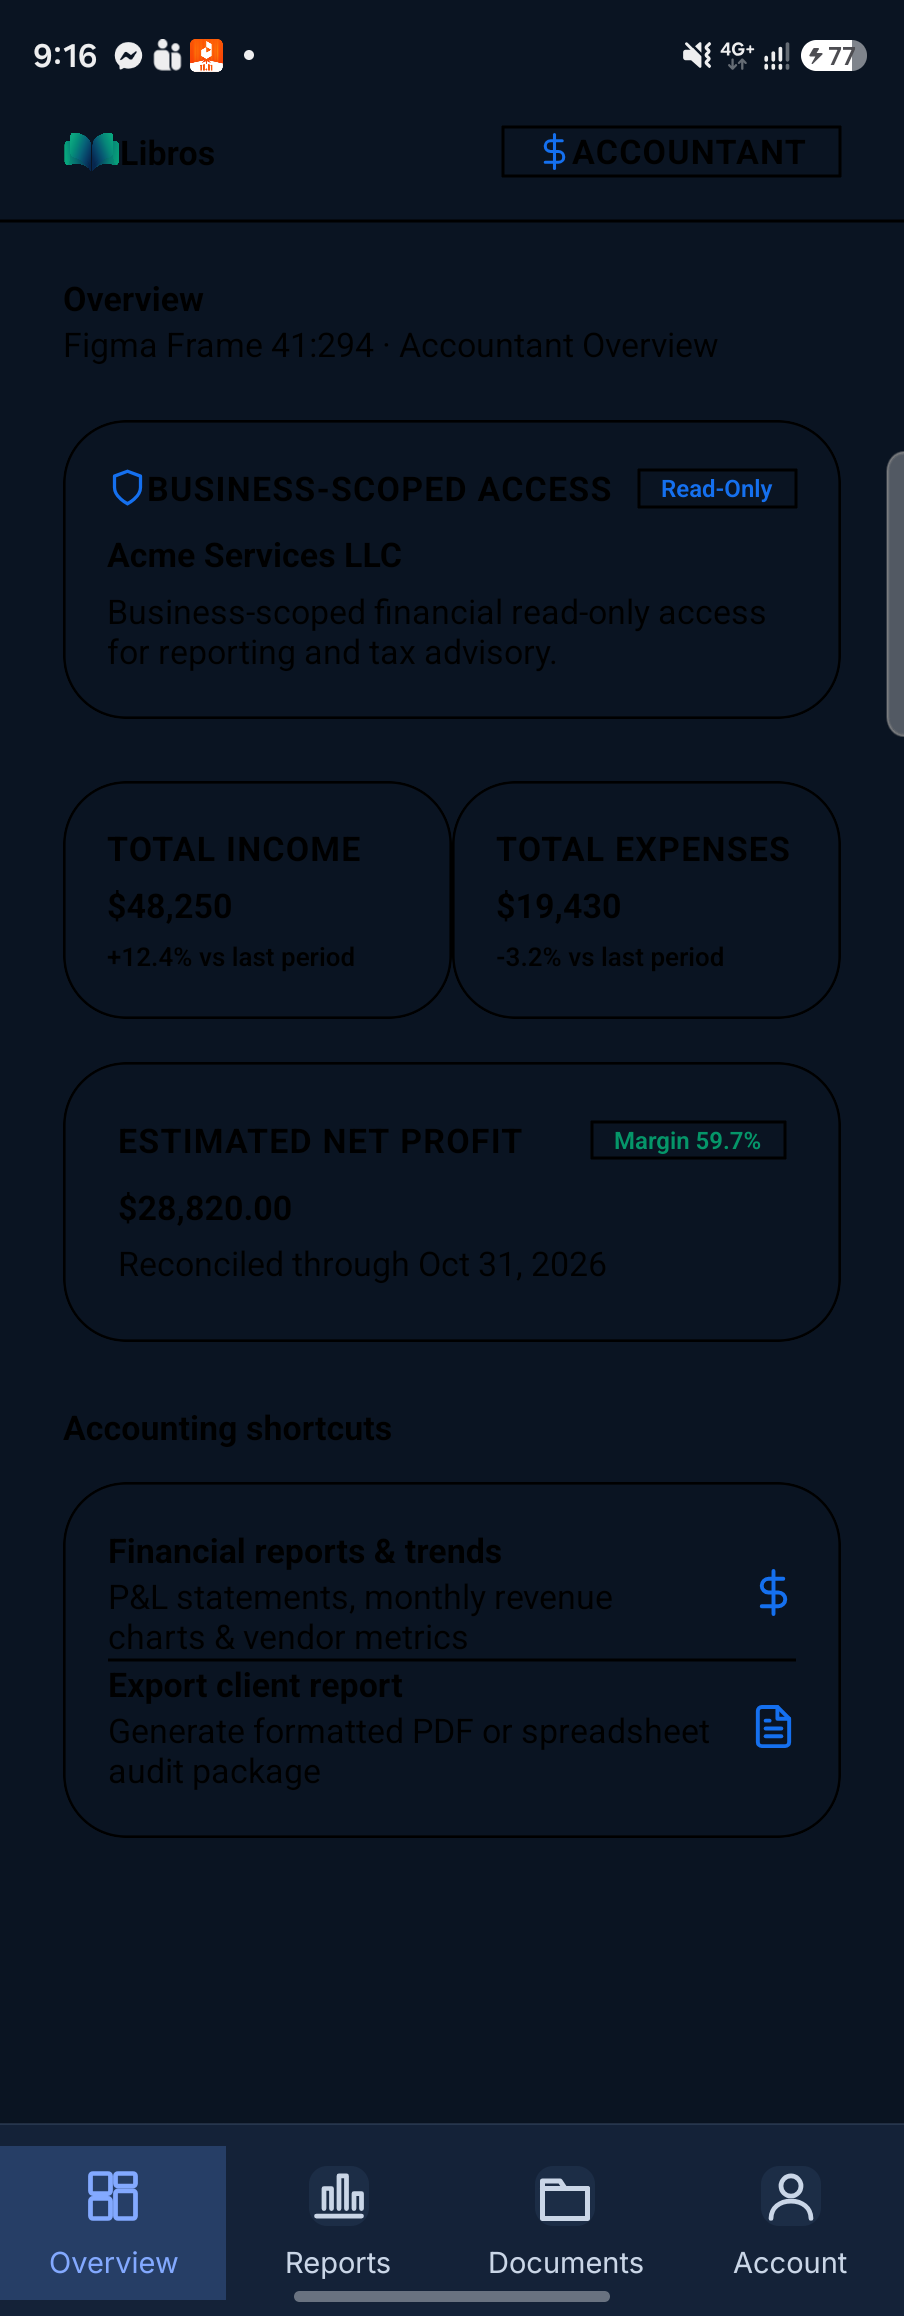 9:16
4G+
77
Libros
$ ACCOUNTANT
Overview
Figma Frame 41:294 · Accountant Overview
BUSINESS-SCOPED ACCESS
Read-Only
Acme Services LLC
Business-scoped financial read-only access
for reporting and tax advisory.
TOTAL INCOME
$48,250
+12.4% vs last period
TOTAL EXPENSES
$19,430
-3.2% vs last period
ESTIMATED NET PROFIT
Margin 59.7%
$28,820.00
Reconciled through Oct 31, 2026
Accounting shortcuts
Financial reports & trends
P&L statements, monthly revenue
charts & vendor metrics
$
Export client report
Generate formatted PDF or spreadsheet
audit package
Overview
Reports
Documents
Account